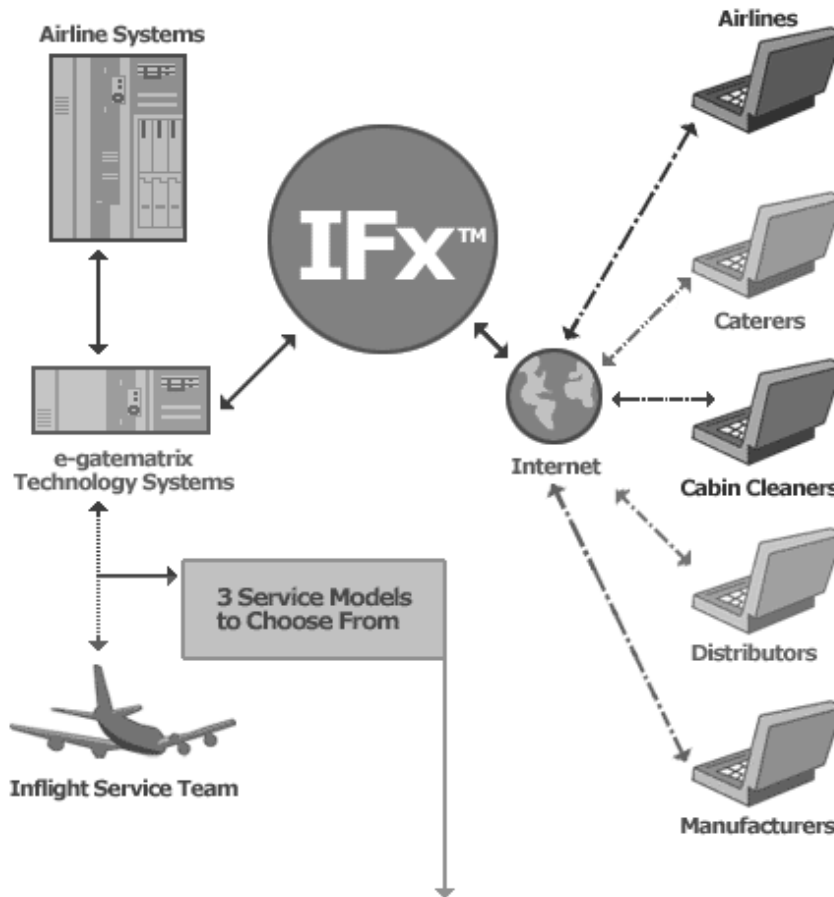 Airline Systems
Airlines
IFx™
Caterers
e-gatematrix
Technology Systems
Internet
Cabin Cleaners
3 Service Models
to Choose From
Distributors
Inflight Service Team
Manufacturers